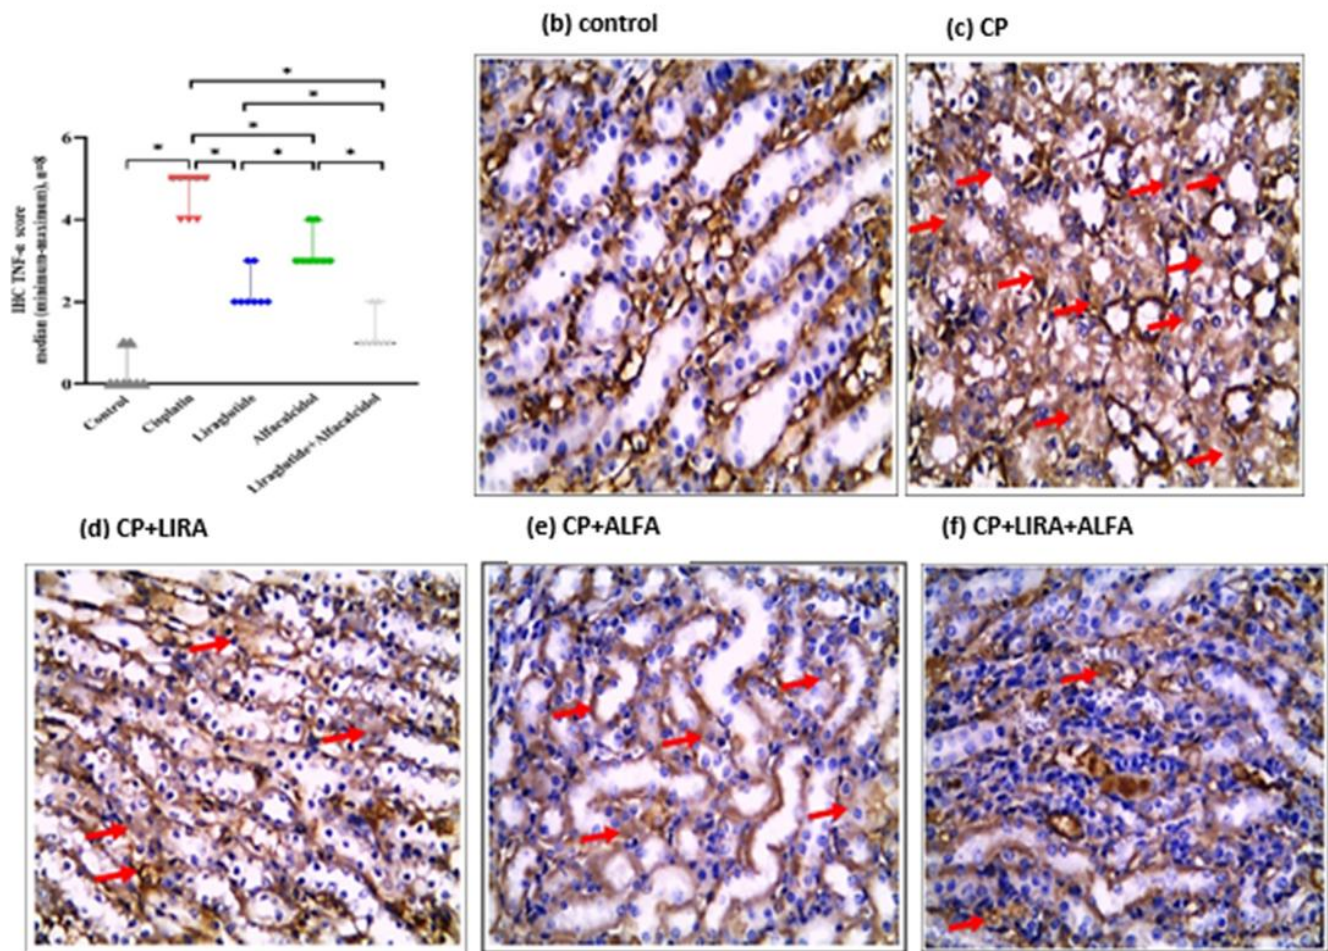 (b) control
(c) CP
*
*
*
* * * *
6
4
2
0
IHC TNF-α score
median (minimum-maximum), n=8
Control
Cisplatin
Liraglutide
Alfacalcidol
Liraglutide+Alfacalcidol
(d) CP+LIRA
(e) CP+ALFA
(f) CP+LIRA+ALFA